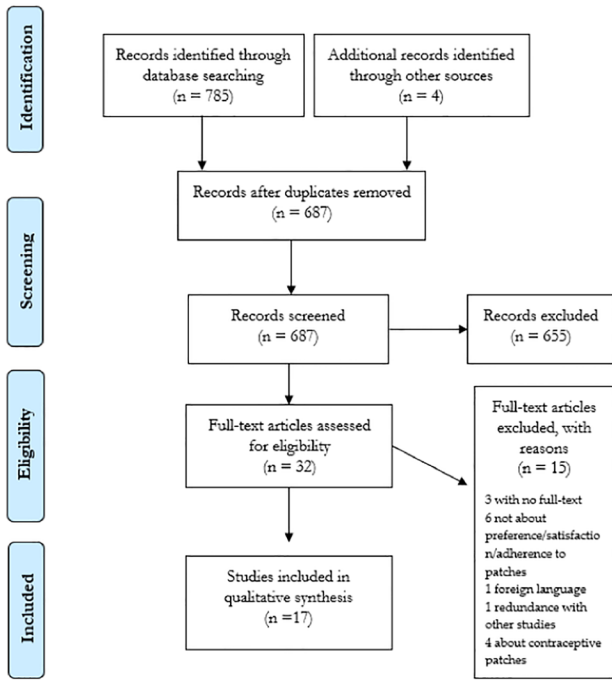 Identification
Records identified through
database searching
(n = 785)
Additional records identified
through other sources
(n = 4)
Records after duplicates removed
(n = 687)
Screening
Records screened
(n = 687)
Records excluded
(n = 655)
Eligibility
Full-text articles assessed
for eligibility
(n = 32)
Full-text articles
excluded, with
reasons
(n = 15)
3 with no full-text
6 not about
preference/satisfactio
n/adherence to
patches
1 foreign language
1 redundance with
other studies
4 about contraceptive
patches
Included
Studies included in
qualitative synthesis
(n =17)